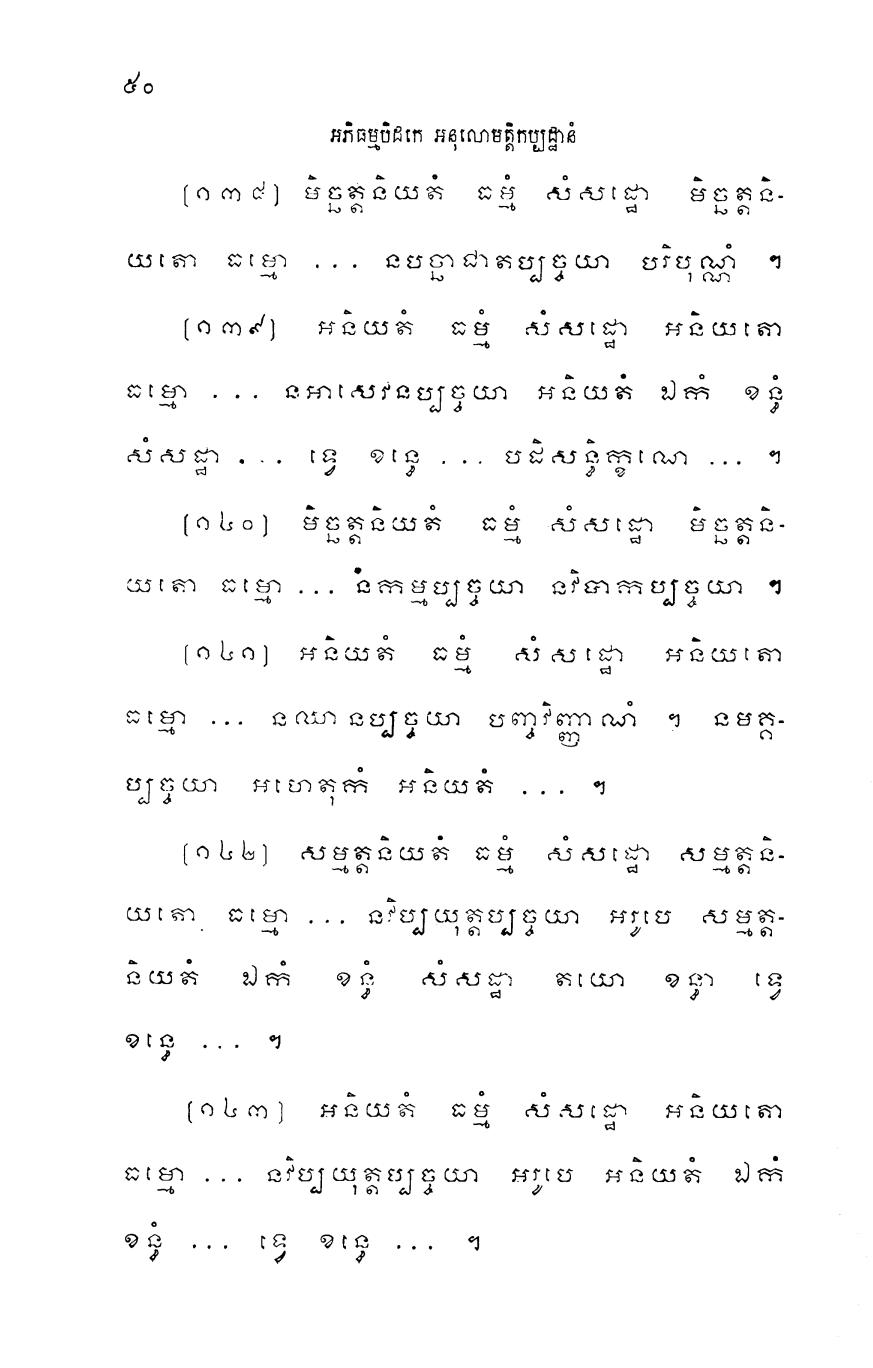 ៥០
អភិធម្មបិដកេ អនុលោមត្តិកប្បដ្ឋានំ
[១៣៨] មិច្ឆត្តនិយតំ ធម្មំ សំសដ្ឋោ មិច្ឆត្តនិ-
យតោ ធម្មោ ... នបច្ឆាជាតប្បច្ចយា បរិបុណ្ណំ ។
[១៣៩] អនិយតំ ធម្មំ សំសដ្ឋោ អនិយតោ
ធម្មោ ... នអាសេវនប្បច្ចយា អនិយតំ ឯកំ ខន្ធំ
សំសដ្ឋា ... ទ្វេ ខន្ធេ ... បដិសន្ធិក្ខណេ ... ។
[១៤០] មិច្ឆត្តនិយតំ ធម្មំ សំសដ្ឋោ មិច្ឆត្តនិ-
យតោ ធម្មោ ... នកម្មប្បច្ចយា នវិបាកប្បច្ចយា ។
[១៤១] អនិយតំ ធម្មំ សំសដ្ឋោ អនិយតោ
ធម្មោ ... នឈានប្បច្ចយា បញ្ចវិញ្ញាណំ ។ នមគ្គ-
ប្បច្ចយា អហេតុកំ អនិយតំ ... ។
[១៤២] សម្មត្តនិយតំ ធម្មំ សំសដ្ឋោ សម្មត្តនិ-
យតោ ធម្មោ ... នវិប្បយុត្តប្បច្ចយា អរូបេ សម្មត្ត-
និយតំ ឯកំ ខន្ធំ សំសដ្ឋា តយោ ខន្ធា ទ្វេ
ខន្ធេ ... ។
[១៤៣] អនិយតំ ធម្មំ សំសដ្ឋោ អនិយតោ
ធម្មោ ... នវិប្បយុត្តប្បច្ចយា អរូបេ អនិយតំ ឯកំ
ខន្ធំ ... ទ្វេ ខន្ធេ ... ។